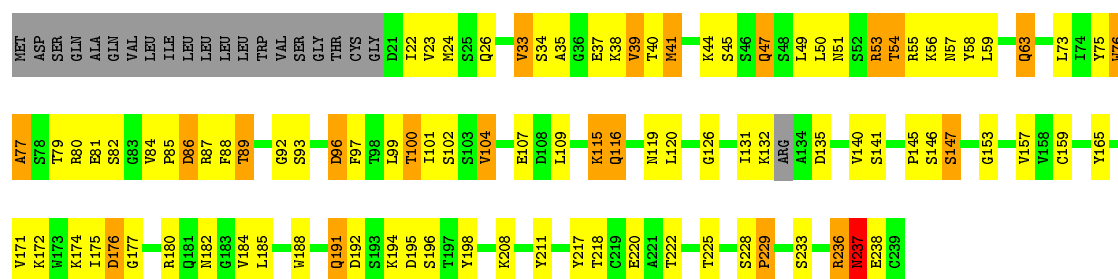 MET ASP SER GLN ALA GLN VAL LEU ILE LEU LEU LEU LEU TRP VAL SER GLY THR CYS GLY D21 I22 V23 M24 S25 Q26 V33 S34 A35 G36 E37 K38 V39 T40 M41 K44 S45 S46 Q47 S48 L49 L50 N51 S52 R53 T54 R55 K56 N57 Y58 L59 Q63 L73 I74 Y75 W76
A77 S78 T79 R80 E81 S82 G83 V84 P85 D86 R87 F88 T89 G92 S93 D96 F97 T98 L99 T100 I101 S102 S103 V104 E107 D108 L109 K115 Q116 N119 L120 G126 I131 K132 ARG A134 D135 V140 S141 P145 S146 S147 G153 V157 V158 C159 Y165
V171 K172 W173 K174 I175 D176 G177 R180 Q181 N182 G183 V184 L185 W188 Q191 D192 S193 K194 D195 S196 T197 Y198 K208 Y211 Y217 T218 C219 E220 A221 T222 T225 S228 P229 S233 R236 N237 E238 C239